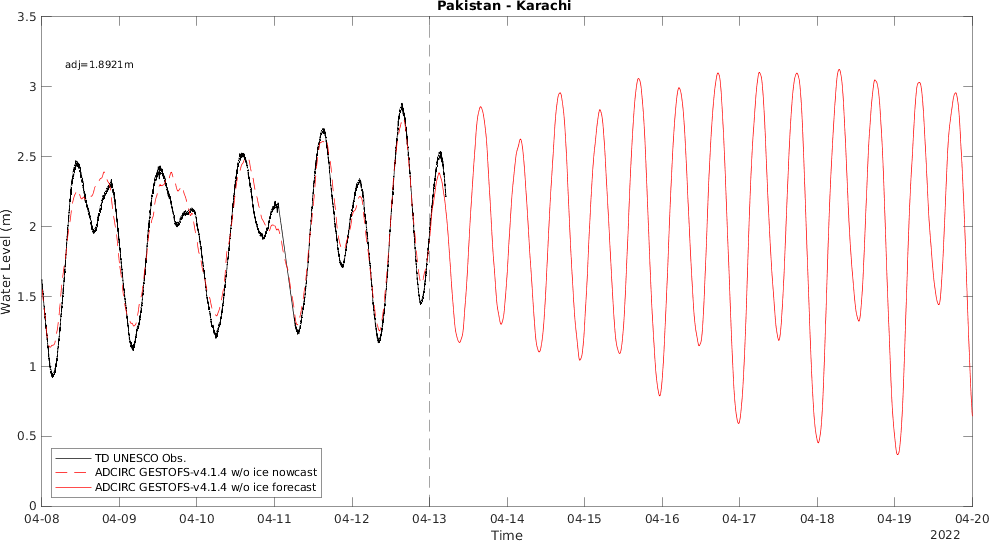 Pakistan - Karachi
3.5
adj=1.8921m
3
2.5
2
1.5
1
0.5
0
Water Level (m)
TD UNESCO Obs.
ADCIRC GESTOFS-v4.1.4 w/o ice nowcast
ADCIRC GESTOFS-v4.1.4 w/o ice forecast
04-08 04-09 04-10 04-11 04-12 04-13 04-14 04-15 04-16 04-17 04-18 04-19 04-20
Time
2022